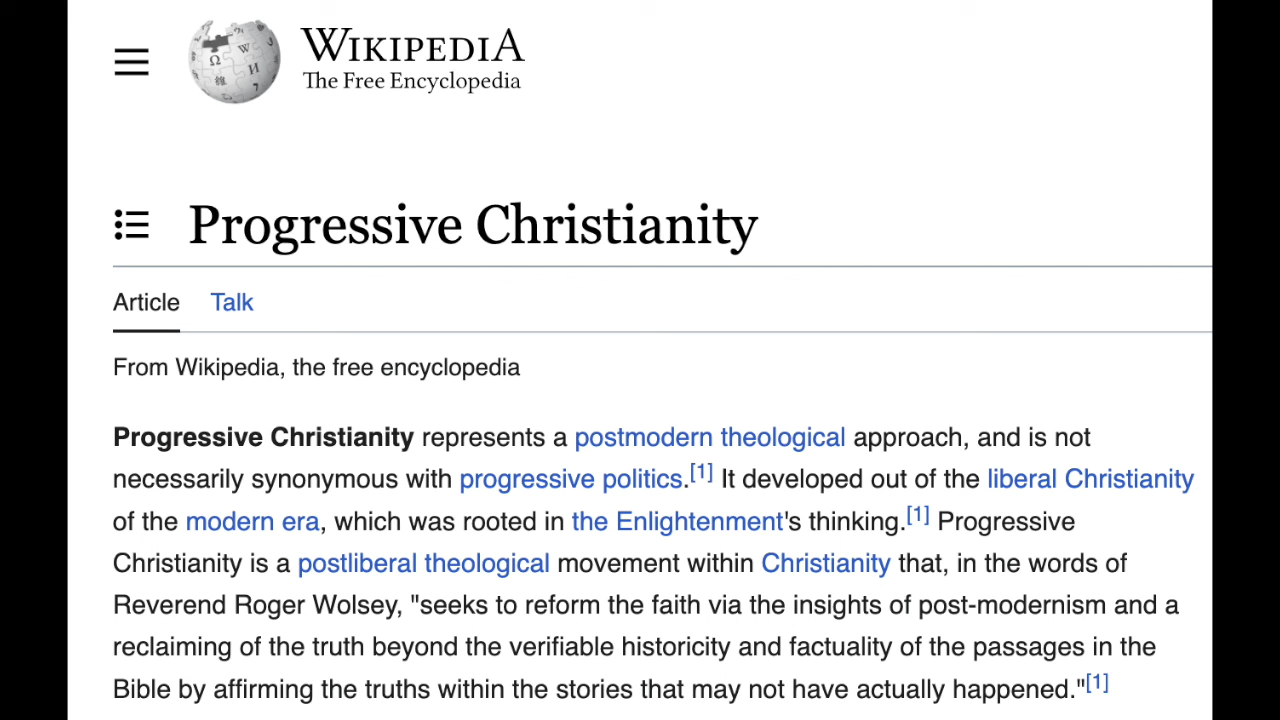 WIKIPEDIA
The Free Encyclopedia
Progressive Christianity
Article Talk
From Wikipedia, the free encyclopedia
Progressive Christianity represents a postmodern theological approach, and is not
necessarily synonymous with progressive politics.[1] It developed out of the liberal Christianity
of the modern era, which was rooted in the Enlightenment's thinking.[1] Progressive
Christianity is a postliberal theological movement within Christianity that, in the words of
Reverend Roger Wolsey, "seeks to reform the faith via the insights of post-modernism and a
reclaiming of the truth beyond the verifiable historicity and factuality of the passages in the
Bible by affirming the truths within the stories that may not have actually happened."[1]